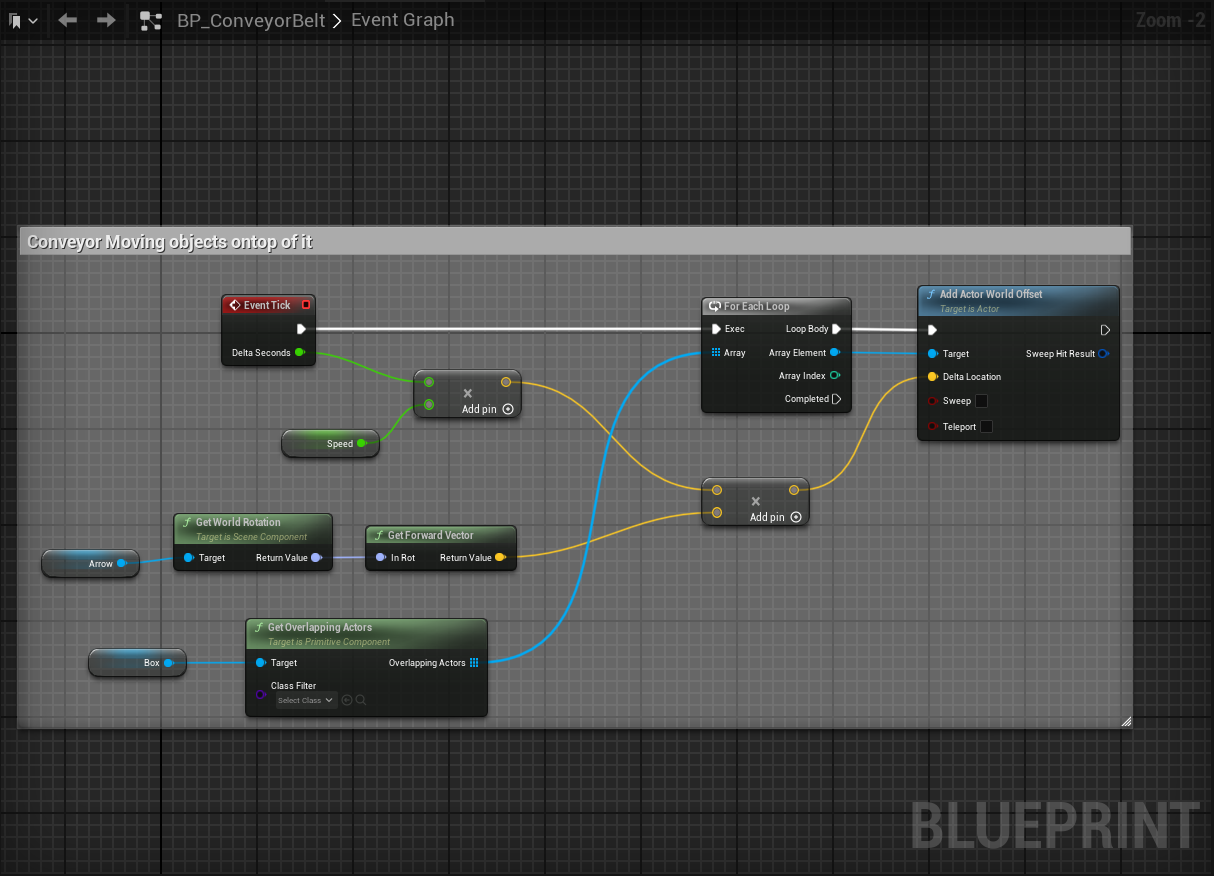 BP_ConveyorBelt > Event Graph
Zoom -2
Conveyor Moving objects ontop of it
Event Tick
Delta Seconds
Add pin
Speed
For Each Loop
Exec Loop Body
Array Array Element
Array Index
Completed
Add Actor World Offset
Target is Actor
Target Sweep Hit Result
Delta Location
Sweep
Teleport
Add pin
Get World Rotation
Target is Scene Component
Target Return Value
Arrow
Get Forward Vector
In Rot Return Value
Get Overlapping Actors
Target is Primitive Component
Target Overlapping Actors
Class Filter
Select Class
Box
BLUEPRINT